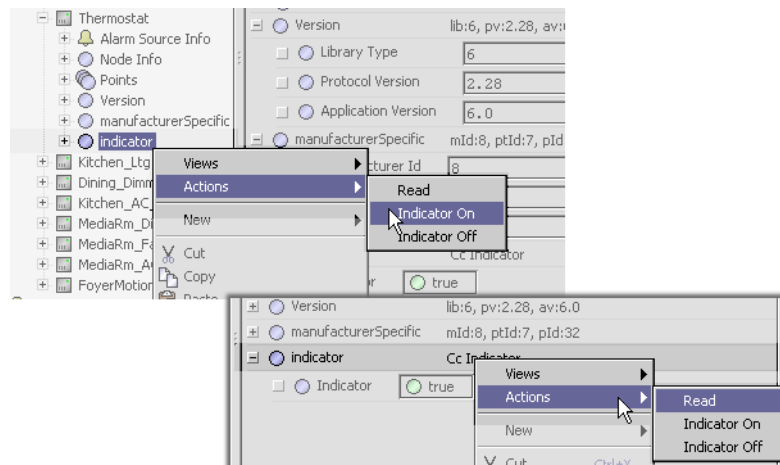 Thermostat
Alarm Source Info
Node Info
Points
Version
manufacturerSpecific
indicator
Kitchen_Ltg
Dining_Dimm
Kitchen_AC_
MediaRm_Di
MediaRm_Fa
MediaRm_A
FoyerMotion
Version lib:6, pv:2.28,
Library Type 6
Protocol Version 2.28
Application Version 6.0
manufacturerSpecific mId:8, ptId:7, pId
cturer Id 8
Views
Actions
New
Cut
Copy
Read
Indicator On
Indicator Off
Cc Indicator
true
Version lib:6, pv:2.28, av:6.0
manufacturerSpecific mId:8, ptId:7, pId:32
indicator Cc Indicator
Indicator true
Views
Actions
New
Cut Ctrl+X
Read
Indicator On
Indicator Off